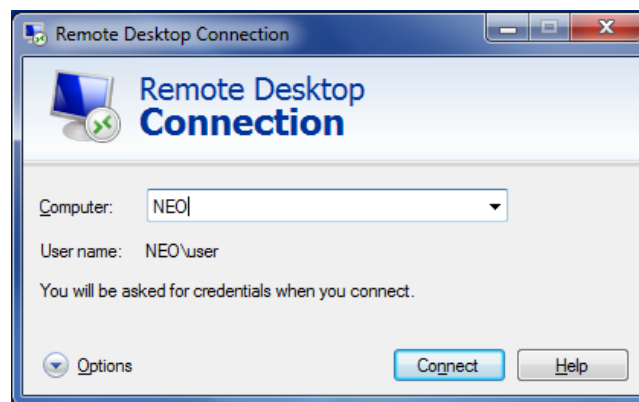 Remote Desktop Connection
Remote Desktop
Connection
Computer: NEO
User name: NEO\user
You will be asked for credentials when you connect.
Options Connect Help